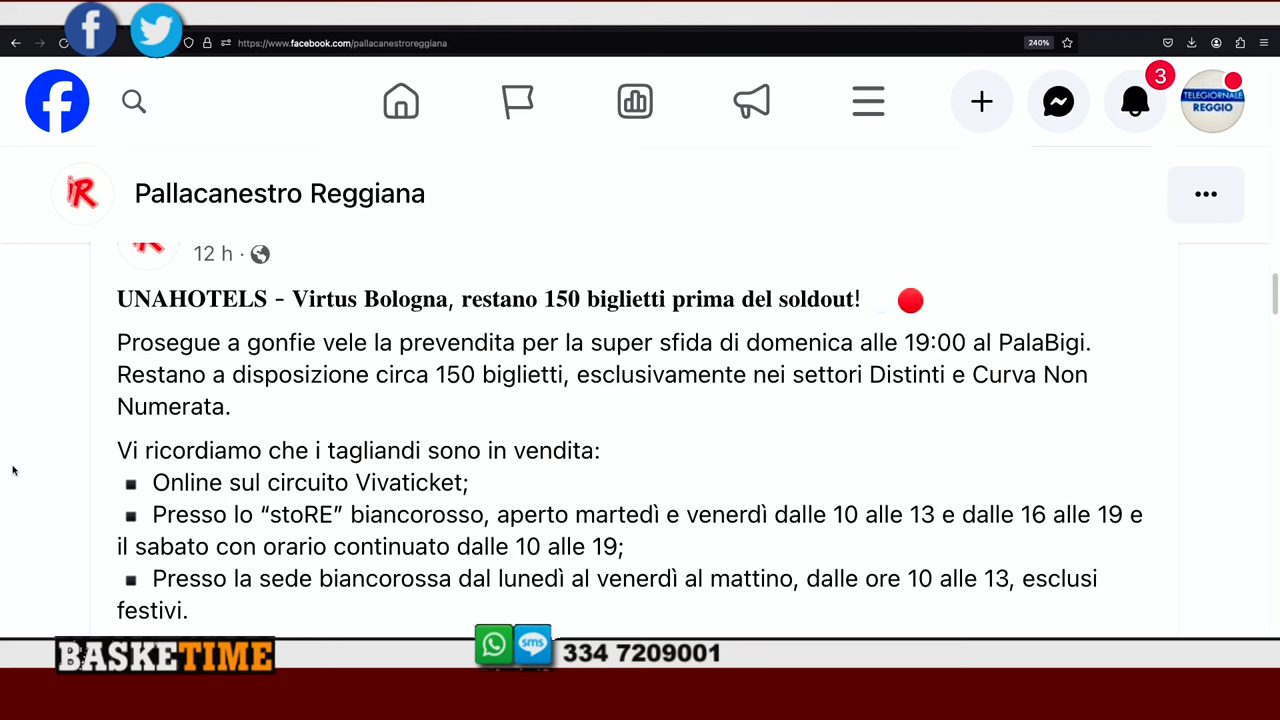 https://www.facebook.com/pallacanestroreggiana
240%
3
TELEGIORNALE
REGGIO
Pallacanestro Reggiana
12 h ·
UNAHOTELS - Virtus Bologna, restano 150 biglietti prima del soldout!
Prosegue a gonfie vele la prevendita per la super sfida di domenica alle 19:00 al PalaBigi.
Restano a disposizione circa 150 biglietti, esclusivamente nei settori Distinti e Curva Non
Numerata.
Vi ricordiamo che i tagliandi sono in vendita:
▪ Online sul circuito Vivaticket;
▪ Presso lo “stoRE” biancorosso, aperto martedì e venerdì dalle 10 alle 13 e dalle 16 alle 19 e
il sabato con orario continuato dalle 10 alle 19;
▪ Presso la sede biancorossa dal lunedì al venerdì al mattino, dalle ore 10 alle 13, esclusi
festivi.
BASKETIME
sms
334 7209001